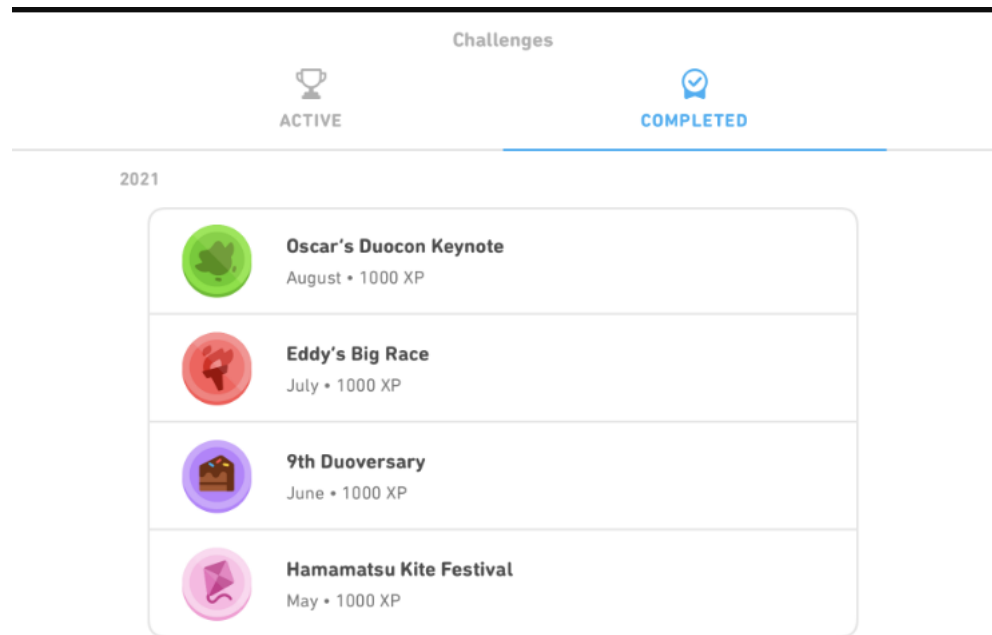 Challenges
ACTIVE
COMPLETED
2021
Oscar’s Duocon Keynote
August • 1000 XP
Eddy’s Big Race
July • 1000 XP
9th Duoversary
June • 1000 XP
Hamamatsu Kite Festival
May • 1000 XP